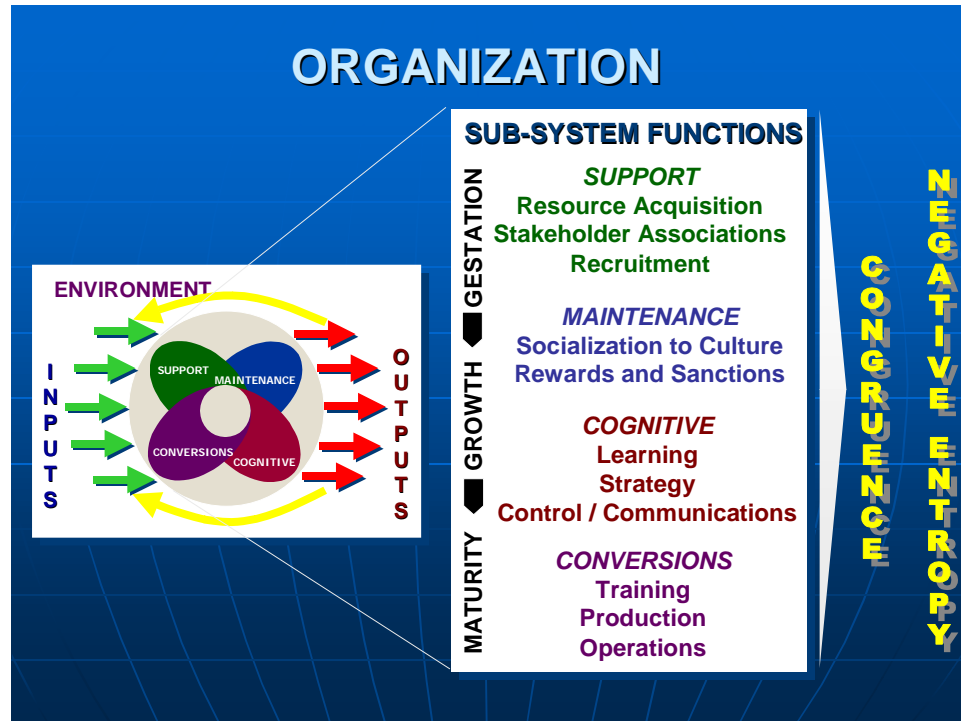 ORGANIZATION
ENVIRONMENT
INPUTS
SUPPORT
MAINTENANCE
CONVERSIONS
COGNITIVE
OUTPUTS
SUB-SYSTEM FUNCTIONS
GESTATION
GROWTH
MATURITY
SUPPORT
Resource Acquisition
Stakeholder Associations
Recruitment
MAINTENANCE
Socialization to Culture
Rewards and Sanctions
COGNITIVE
Learning
Strategy
Control / Communications
CONVERSIONS
Training
Production
Operations
CONGRUENCE
NEGATIVE ENTROPY